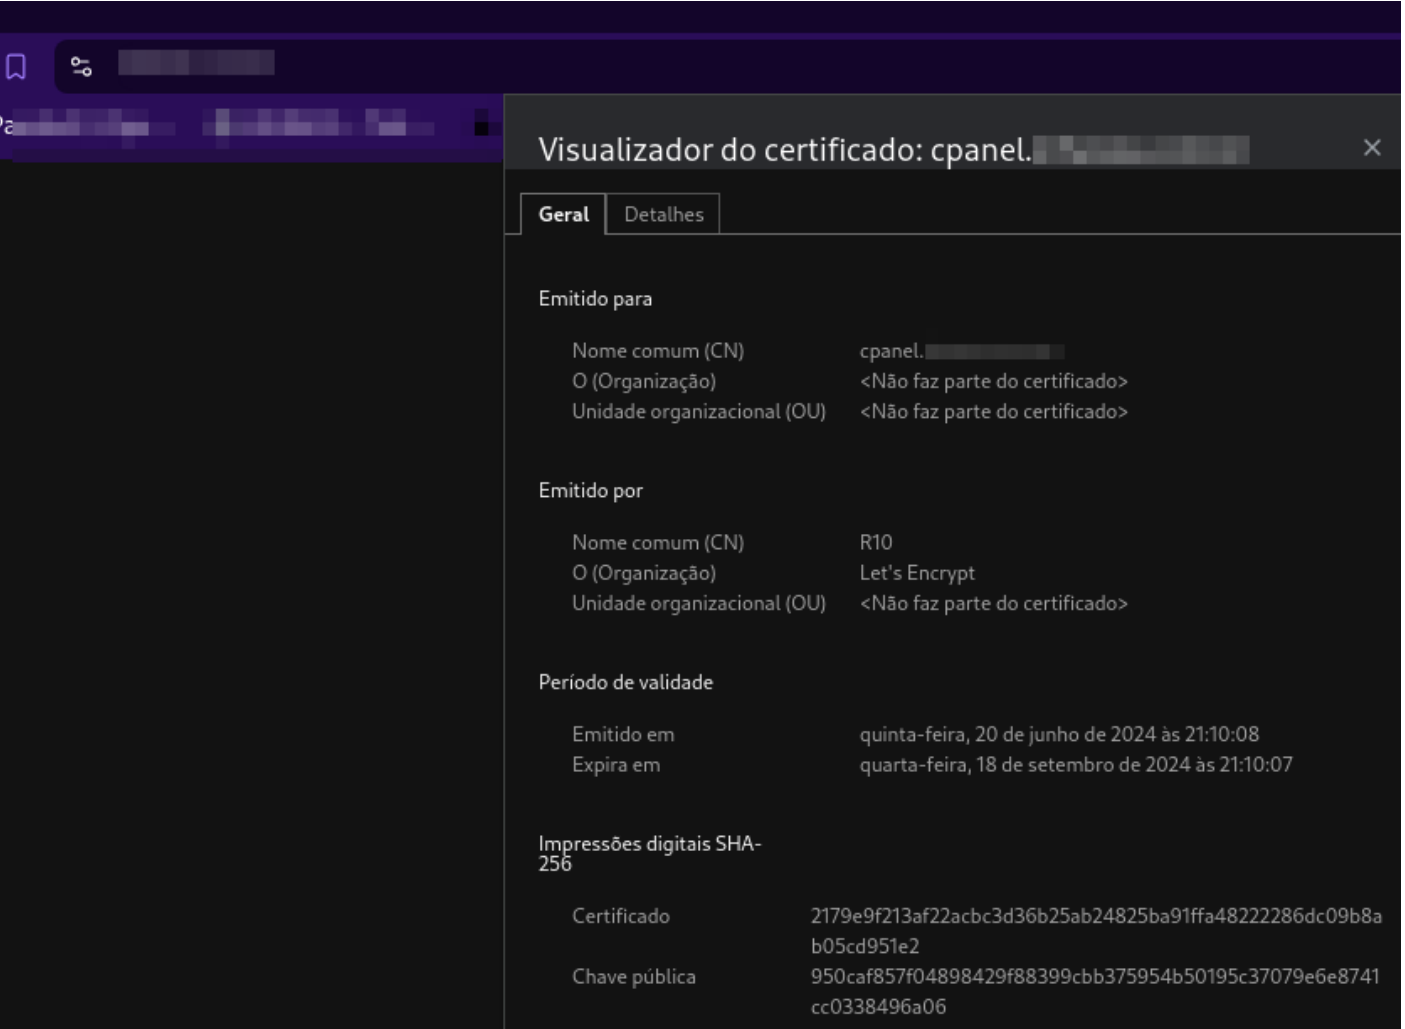 Visualizador do certificado: cpanel.
Geral Detalhes
Emitido para
Nome comum (CN) cpanel.
O (Organização) <Não faz parte do certificado>
Unidade organizacional (OU) <Não faz parte do certificado>
Emitido por
Nome comum (CN) R10
O (Organização) Let's Encrypt
Unidade organizacional (OU) <Não faz parte do certificado>
Período de validade
Emitido em quinta-feira, 20 de junho de 2024 às 21:10:08
Expira em quarta-feira, 18 de setembro de 2024 às 21:10:07
Impressões digitais SHA-
256
Certificado 2179e9f213af22acbc3d36b25ab24825ba91ffa48222286dc09b8a
b05cd951e2
Chave pública 950caf857f04898429f88399cbb375954b50195c37079e6e8741
cc0338496a06